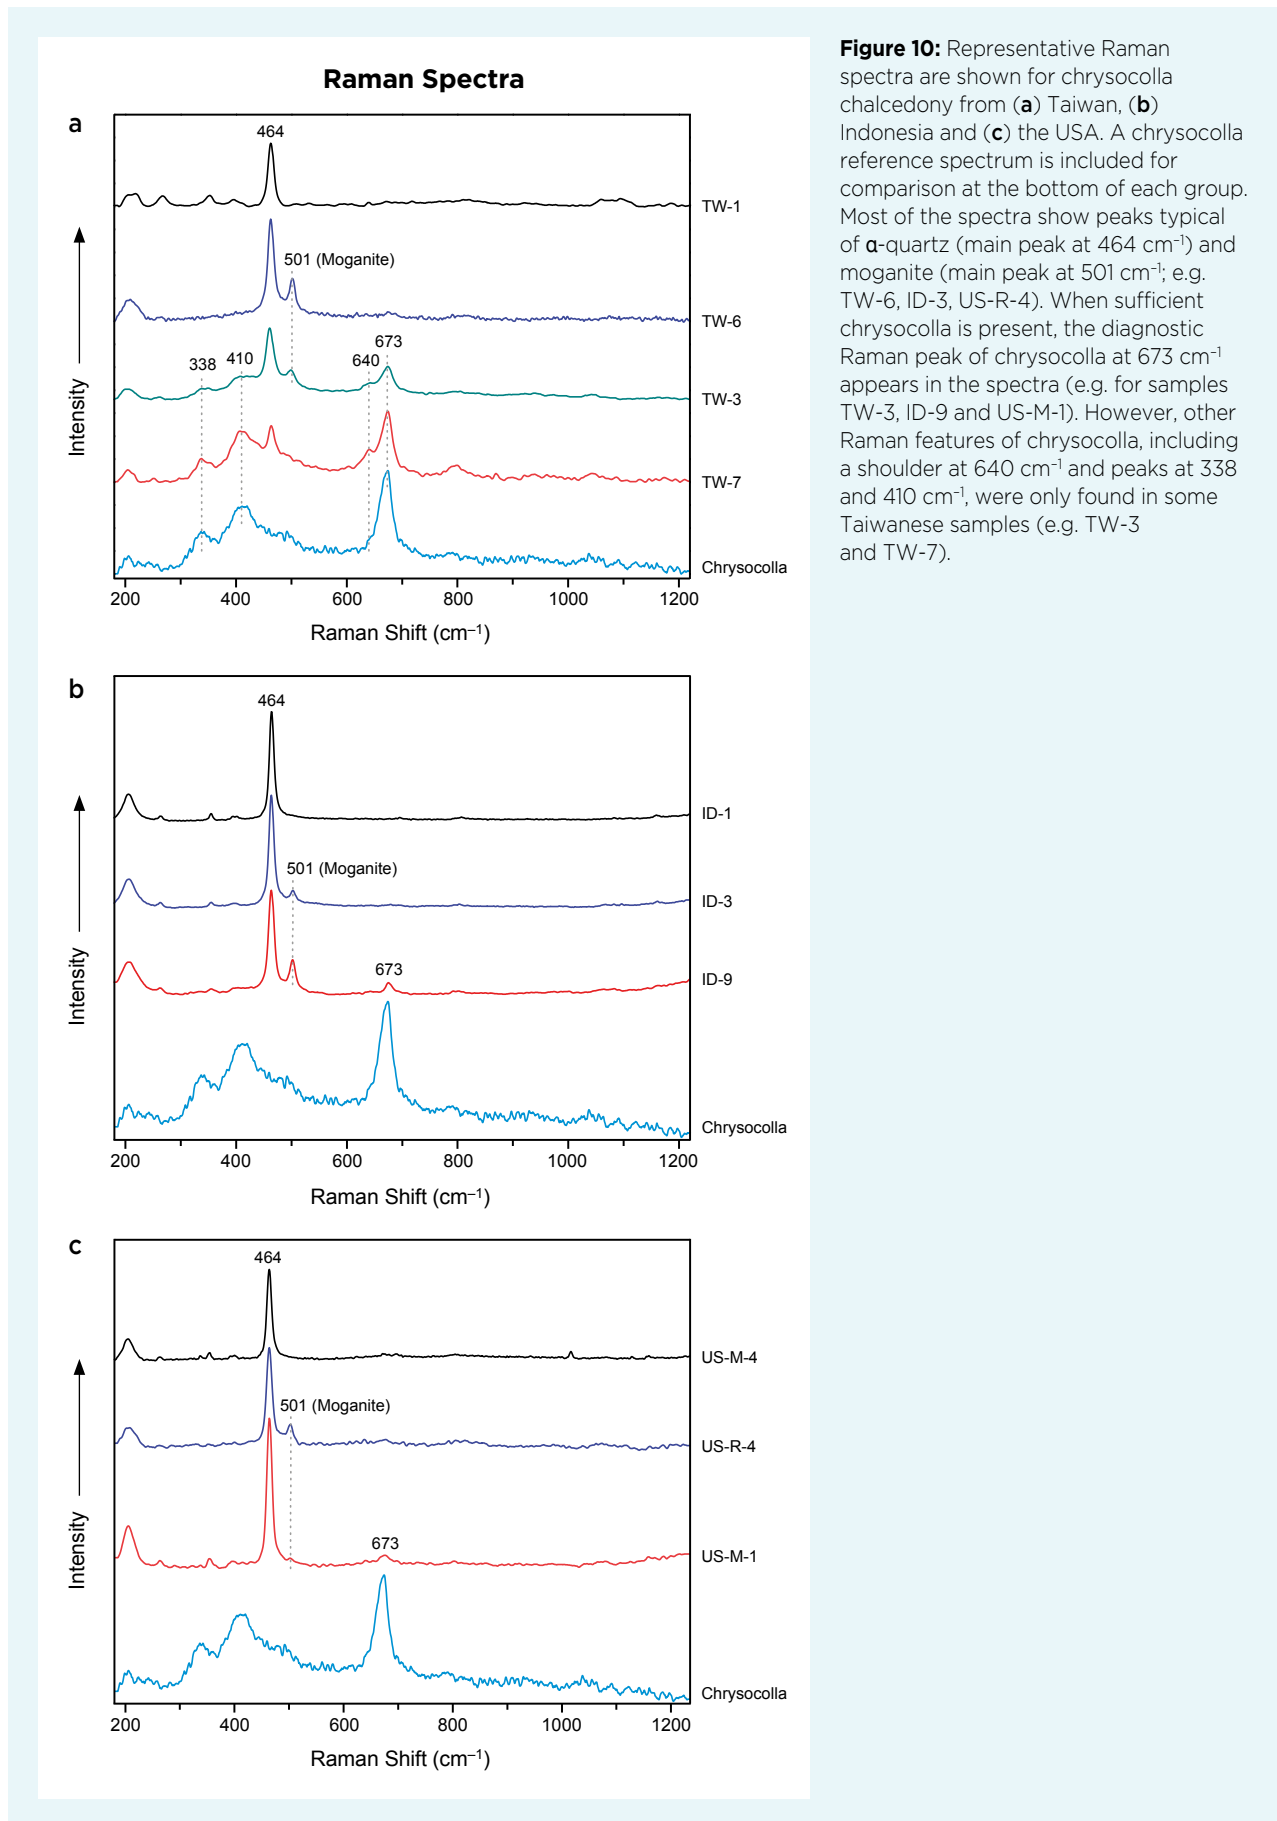 Raman Spectra
a
464
TW-1
501 (Moganite)
TW-6
338
410
640
673
TW-3
TW-7
Chrysocolla
Intensity
200 400 600 800 1000 1200
Raman Shift (cm⁻¹)
b
464
ID-1
501 (Moganite)
ID-3
673
ID-9
Chrysocolla
Intensity
200 400 600 800 1000 1200
Raman Shift (cm⁻¹)
c
464
US-M-4
501 (Moganite)
US-R-4
673
US-M-1
Chrysocolla
Intensity
200 400 600 800 1000 1200
Raman Shift (cm⁻¹)
Figure 10: Representative Raman
spectra are shown for chrysocolla
chalcedony from (a) Taiwan, (b)
Indonesia and (c) the USA. A chrysocolla
reference spectrum is included for
comparison at the bottom of each group.
Most of the spectra show peaks typical
of α-quartz (main peak at 464 cm⁻¹) and
moganite (main peak at 501 cm⁻¹; e.g.
TW-6, ID-3, US-R-4). When sufficient
chrysocolla is present, the diagnostic
Raman peak of chrysocolla at 673 cm⁻¹
appears in the spectra (e.g. for samples
TW-3, ID-9 and US-M-1). However, other
Raman features of chrysocolla, including
a shoulder at 640 cm⁻¹ and peaks at 338
and 410 cm⁻¹, were only found in some
Taiwanese samples (e.g. TW-3
and TW-7).